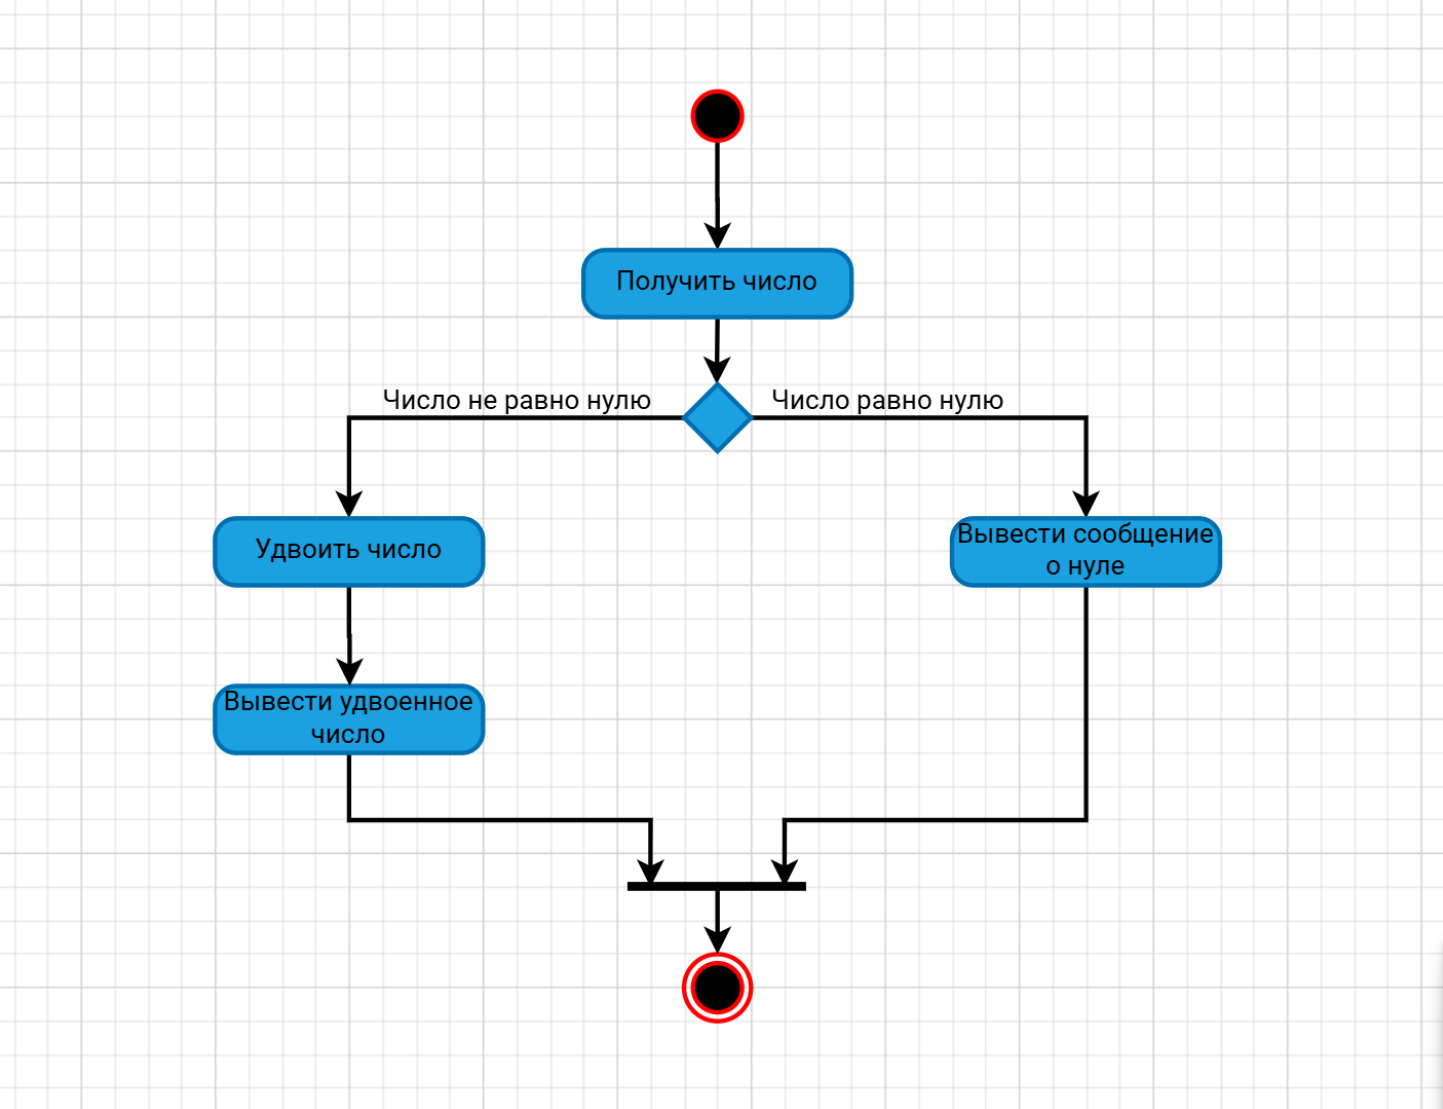 Получить число
Число не равно нулю
Число равно нулю
Удвоить число
Вывести сообщение
о нуле
Вывести удвоенное
число